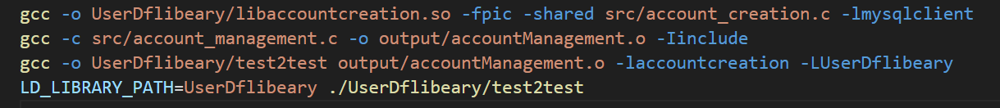 gcc -o UserDflibeary/libaccountcreation.so -fpic -shared src/account_creation.c -lmysqlclient
gcc -c src/account_management.c -o output/accountManagement.o -Iinclude
gcc -o UserDflibeary/test2test output/accountManagement.o -laccountcreation -LUserDflibeary
LD_LIBRARY_PATH=UserDflibeary ./UserDflibeary/test2test